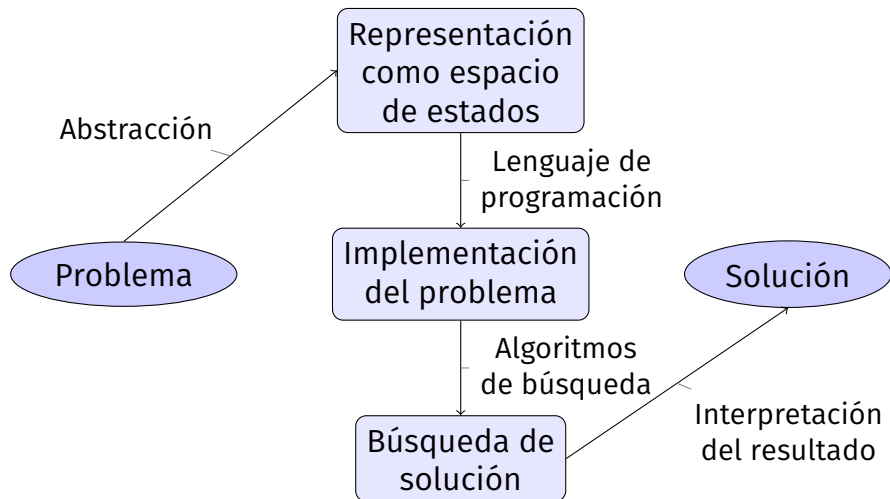 Representación
como espacio
de estados
Abstracción
Lenguaje de
programación
Problema
Implementación
del problema
Solución
Algoritmos
de búsqueda
Interpretación
del resultado
Búsqueda de
solución